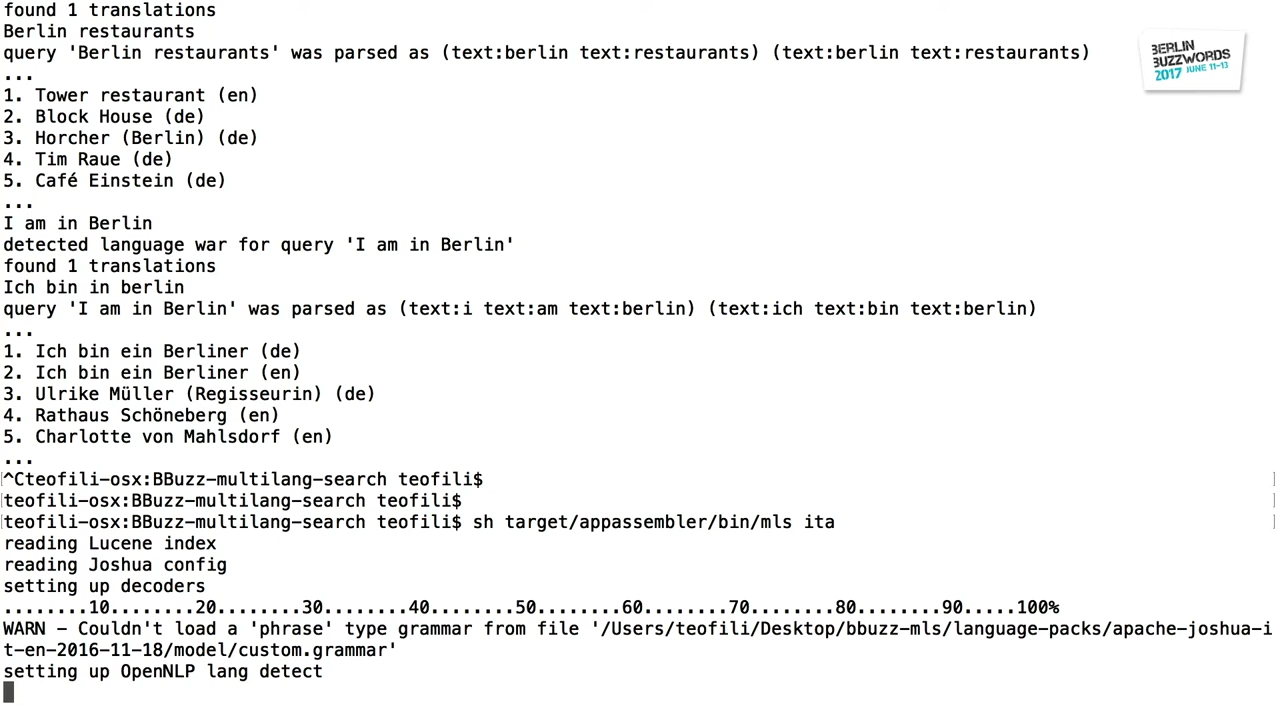 found 1 translations
Berlin restaurants
query 'Berlin restaurants' was parsed as (text:berlin text:restaurants) (text:berlin text:restaurants)
...
1. Tower restaurant (en)
2. Block House (de)
3. Horcher (Berlin) (de)
4. Tim Raue (de)
5. Café Einstein (de)
...
I am in Berlin
detected language war for query 'I am in Berlin'
found 1 translations
Ich bin in berlin
query 'I am in Berlin' was parsed as (text:i text:am text:berlin) (text:ich text:bin text:berlin)
...
1. Ich bin ein Berliner (de)
2. Ich bin ein Berliner (en)
3. Ulrike Müller (Regisseurin) (de)
4. Rathaus Schöneberg (en)
5. Charlotte von Mahlsdorf (en)
...
^Cteofili-osx:BBuzz-multilang-search teofili$
teofili-osx:BBuzz-multilang-search teofili$
teofili-osx:BBuzz-multilang-search teofili$ sh target/appassembler/bin/mls ita
reading Lucene index
reading Joshua config
setting up decoders
........10........20........30........40........50........60........70........80........90.....100%
WARN - Couldn't load a 'phrase' type grammar from file '/Users/teofili/Desktop/bbuzz-mls/language-packs/apache-joshua-i
t-en-2016-11-18/model/custom.grammar'
setting up OpenNLP lang detect
BERLIN
BUZZWORDS
2017 JUNE 11-13